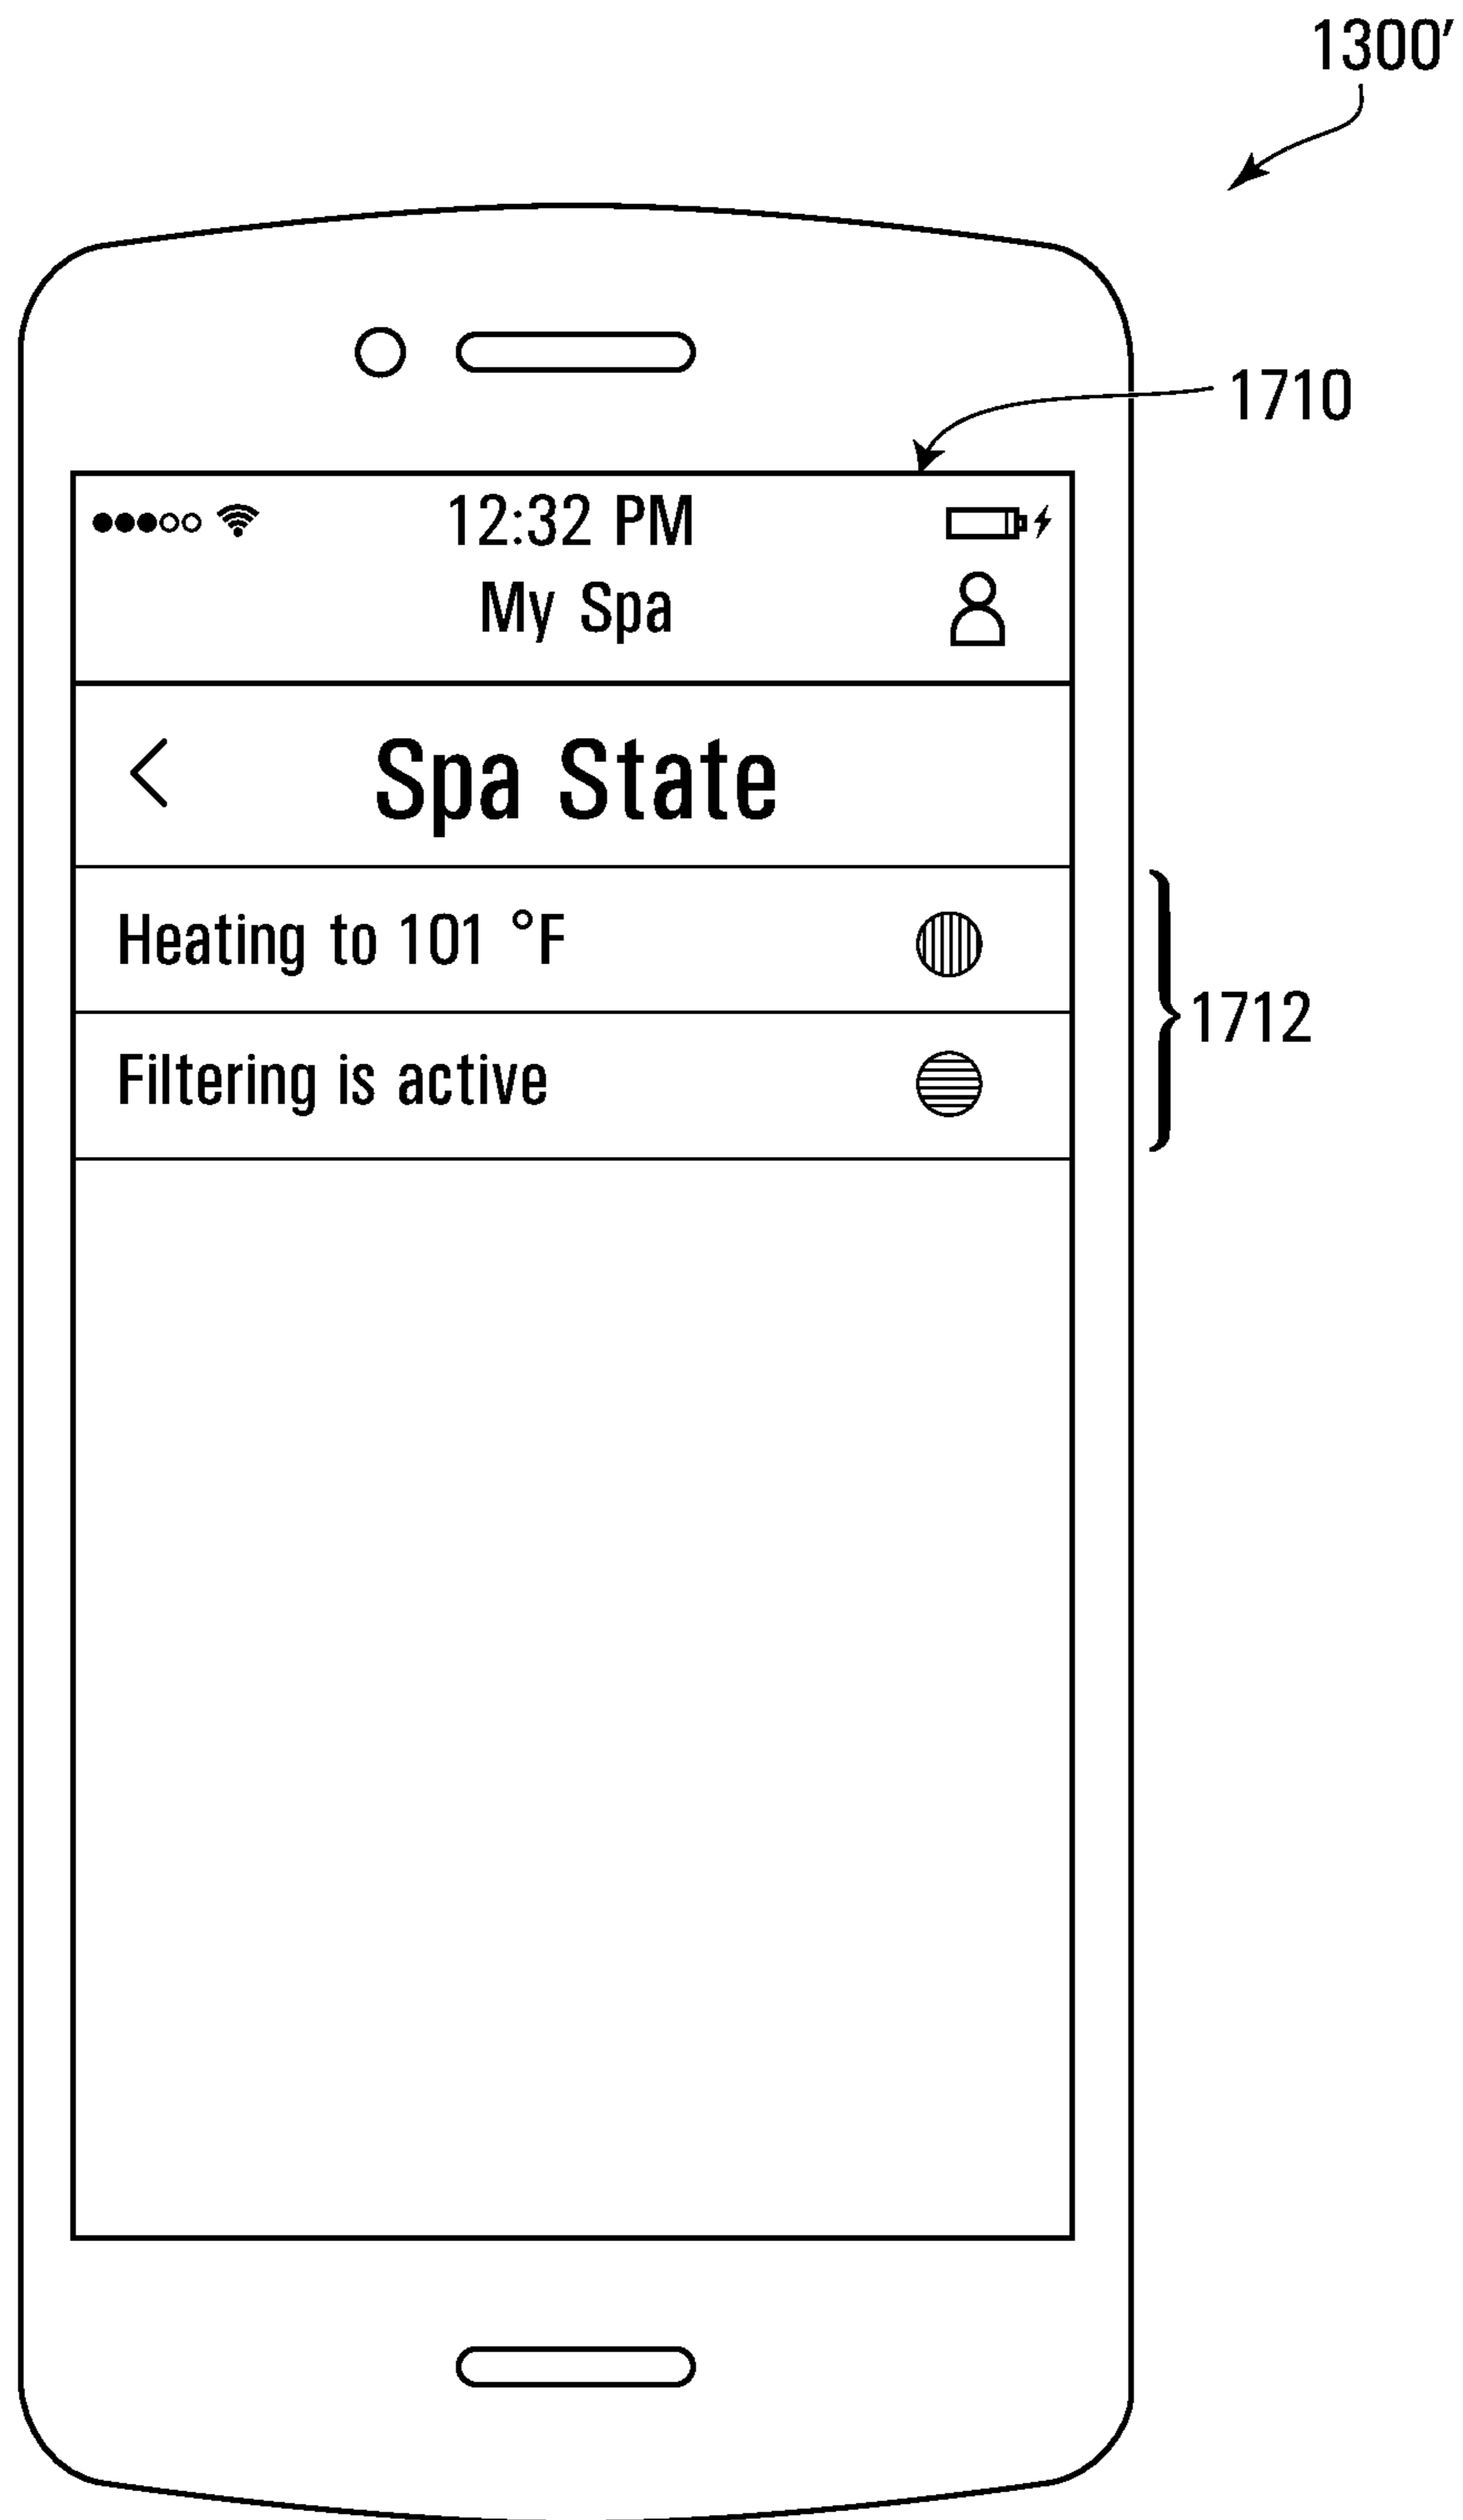 1300′
1710
12:32 PM
My Spa
Spa State
Heating to 101 °F
Filtering is active
1712